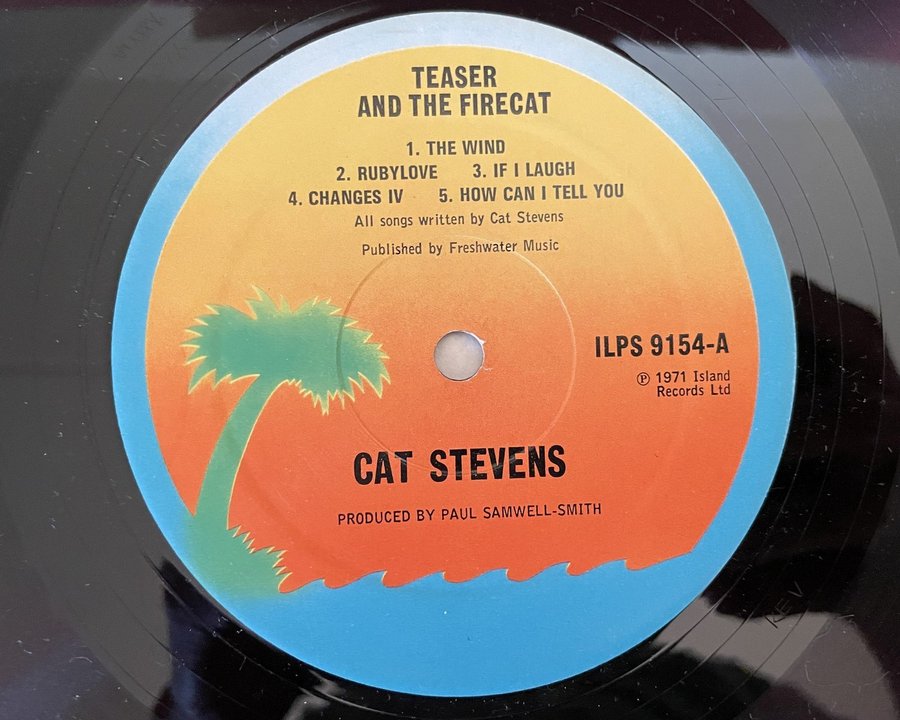 TEASER
AND THE FIRECAT
1. THE WIND
2. RUBYLOVE 3. IF I LAUGH
4. CHANGES IV 5. HOW CAN I TELL YOU
All songs written by Cat Stevens
Published by Freshwater Music
ILPS 9154-A
℗ 1971 Island
Records Ltd
CAT STEVENS
PRODUCED BY PAUL SAMWELL-SMITH